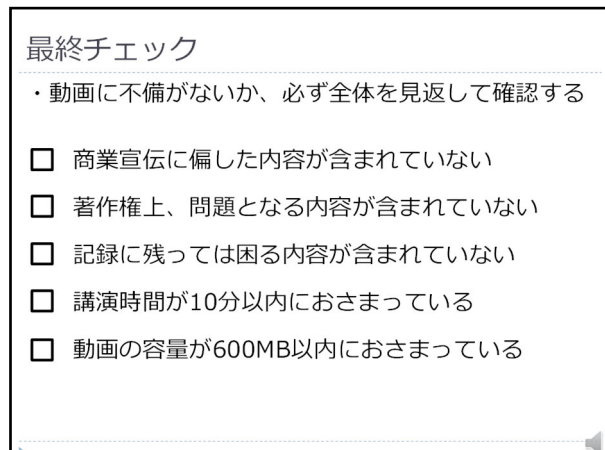 最終チェック
・動画に不備がないか、必ず全体を見返して確認する
□ 商業宣伝に偏した内容が含まれていない
□ 著作権上、問題となる内容が含まれていない
□ 記録に残っては困る内容が含まれていない
□ 講演時間が10分以内におさまっている
□ 動画の容量が600MB以内におさまっている